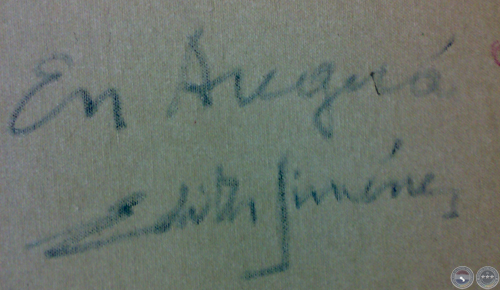 En Areguá.
Edith Jiménez